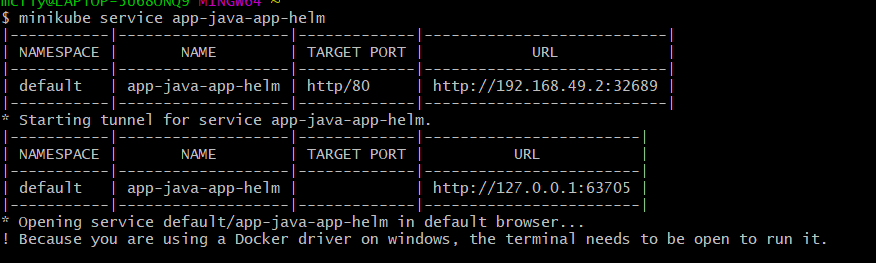 $ minikube service app-java-app-helm
|-----------|-------------------|-------------|---------------------------|
| NAMESPACE | NAME | TARGET PORT | URL |
|-----------|-------------------|-------------|---------------------------|
| default | app-java-app-helm | http/80 | http://192.168.49.2:32689 |
|-----------|-------------------|-------------|---------------------------|
* Starting tunnel for service app-java-app-helm.
|-----------|-------------------|-------------|------------------------|
| NAMESPACE | NAME | TARGET PORT | URL |
|-----------|-------------------|-------------|------------------------|
| default | app-java-app-helm | | http://127.0.0.1:63705 |
|-----------|-------------------|-------------|------------------------|
* Opening service default/app-java-app-helm in default browser...
! Because you are using a Docker driver on windows, the terminal needs to be open to run it.